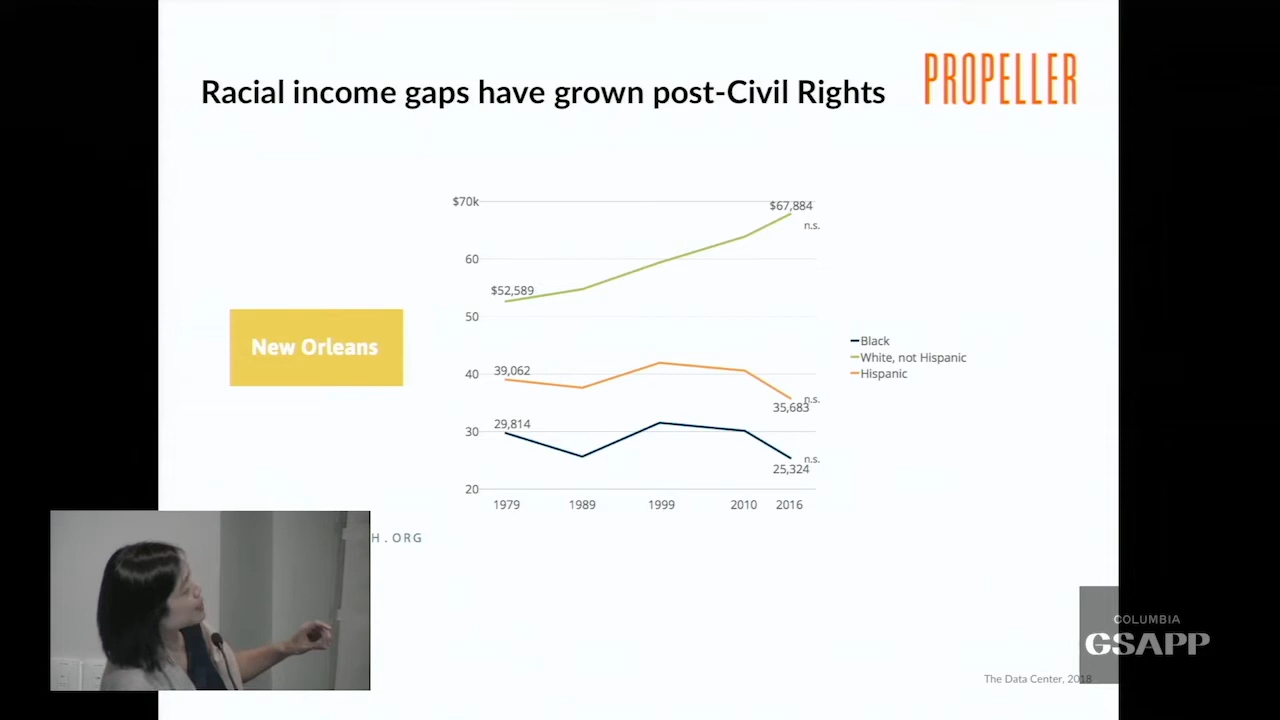 Racial income gaps have grown post-Civil Rights
PROPELLER
$70k
60
50
40
30
20
$67,884
n.s.
$52,589
39,062
n.s.
35,683
29,814
n.s.
25,324
1979 1989 1999 2010 2016
New Orleans
Black
White, not Hispanic
Hispanic
H.ORG
COLUMBIA
GSAPP
The Data Center, 2018